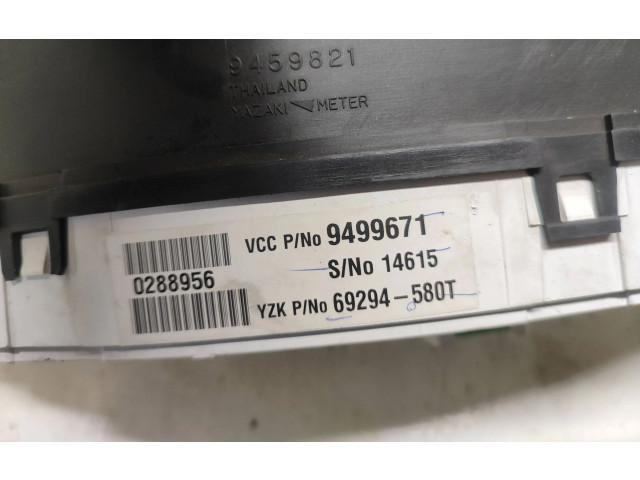 9459821
THAILAND
YAZAKI METER
VCC P/No 9499671
S/No 14615
0288956
YZK P/No 69294-580T